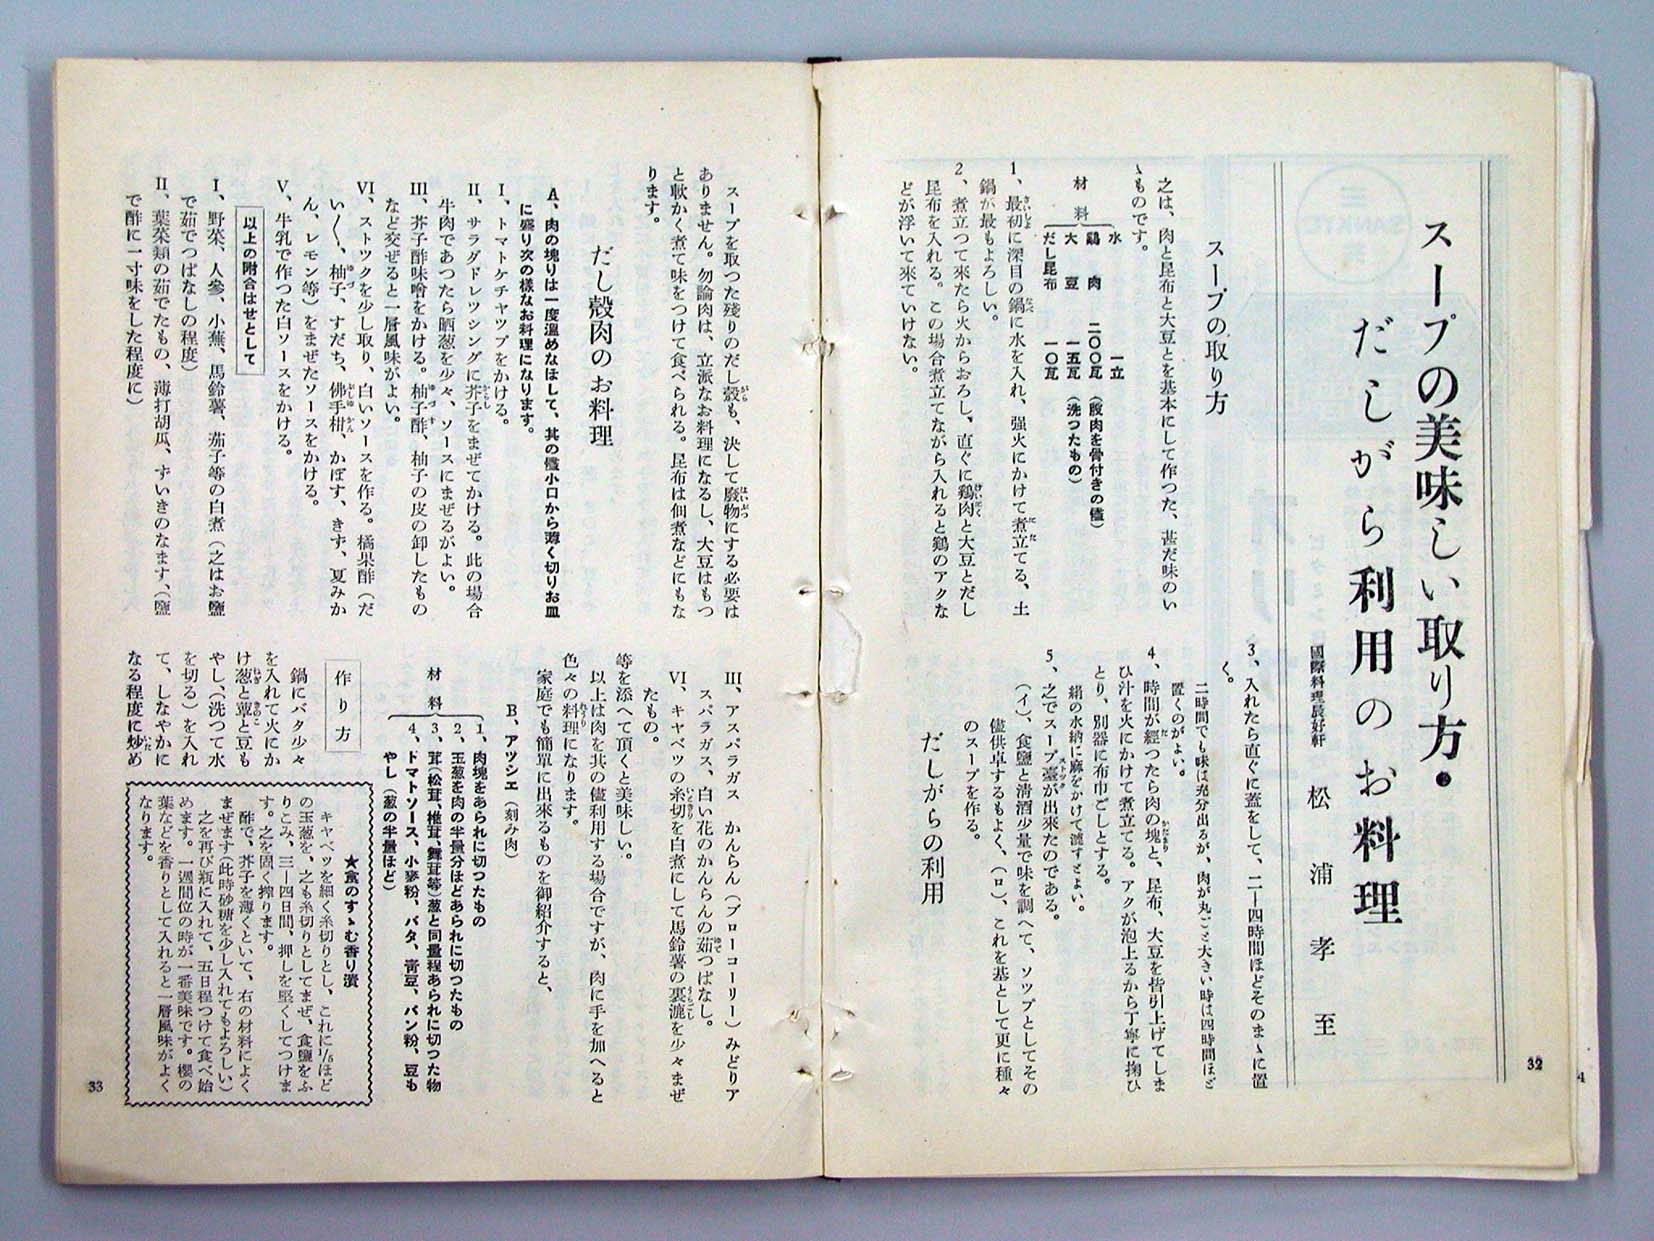 スープの美味しい取り方・
だしがら利用のお料理
國際料理晨好軒　松浦孝至
スープの取り方
之は、肉と昆布と大豆とを基本にして作つた、甚だ味のい
ゝものです。
材料
水　一立
鷄肉　二〇〇瓦（股肉を骨付きの儘）
大豆　一五瓦（洗つたもの）
だし昆布　一〇瓦
1、最初に深目の鍋に水を入れ、強火にかけて煮立てる、土
鍋が最もよろしい。
2、煮立つて來たら火からおろし、直ぐに鷄肉と大豆とだし
昆布を入れる。この場合煮立てながら入れると鷄のアクな
どが浮いて來ていけない。
3、入れたら直ぐに蓋をして、二ー四時間ほどそのまゝに置
く。
二時間でも味は充分出るが、肉が丸ごと大きい時は四時間ほど
置くのがよい。
4、時間が經つたら肉の塊と、昆布、大豆を皆引上げてしま
ひ汁を火にかけて煮立てる。アクが泡上るから丁寧に掬ひ
とり、別器に布巾ごしとする。
絹の水納に麻をかけて漉すとよい。
5、之でスープ臺が出來たのである。
（イ）、食鹽と清酒少量で味を調へて、ソツプとしてその
儘供卓するもよく、（ロ）、これを基として更に種々
のスープを作る。
だしがらの利用
32
4
スープを取つた殘りのだし殼も、決して廢物にする必要は
ありません。勿論肉は、立派なお料理になるし、大豆はもつ
と軟かく煮て味をつけて食べられる。昆布は佃煮などにもな
ります。
だし殼肉のお料理
A、肉の塊りは一度溫めなほして、其の儘小口から薄く切りお皿
に盛り次の樣なお料理になります。
I、トマトケチヤツプをかける。
II、サラダドレツシングに芥子をまぜてかける。此の場合
牛肉であつたら晒葱を少々、ソースにまぜるがよい。
III、芥子酢味噌をかける。柚子酢、柚子の皮の卸したもの
など交ぜると一層風味がよい。
VI、ストツクを少し取り、白いソースを作る。橘果酢（だ
い〱、柚子、すだち、佛手柑、かぼす、きず、夏みか
ん、レモン等）をまぜたソースをかける。
V、牛乳で作つた白ソースをかける。
以上の附合はせとして
I、野菜、人參、小蕪、馬鈴薯、茄子等の白煮（之はお鹽
で茹でつぱなしの程度）
II、葉菜類の茹でたもの、薄打胡瓜、ずいきのなます、（鹽
で酢に一寸味をした程度に）
III、アスパラガス　かんらん（ブローコーリー）みどりア
スパラガス、白い花のかんらんの茹つぱなし。
VI、キヤベツの糸切を白煮にして馬鈴薯の裏漉を少々まぜ
たもの。
等を添へて頂くと美味しい。
以上は肉を其の儘利用する場合ですが、肉に手を加へると
色々の料理になります。
家庭でも簡單に出來るものを御紹介すると、
B、アツシエ（刻み肉）
材料
1、肉塊をあられに切つたもの
2、玉葱を肉の半量分ほどあられに切つたもの
3、茸（松茸、椎茸、舞茸等）葱と同量程あられに切つた物
4、トマトソース、小麥粉、バタ、靑豆、パン粉、豆も
やし（葱の半量ほど）
作り方
鍋にバタ少々
を入れて火にか
け葱と蕈と豆も
やし、（洗つて水
を切る）を入れ
て、しなやかに
なる程度に炒め
★食のすゝむ香り漬
キヤベツを細く糸切りとし、これに1/5ほど
の玉葱を、之も糸切りとしてまぜ、食鹽をふ
りこみ、三ー四日間、押しを堅くしてつけま
す。之を固く搾ります。
酢で、芥子を薄くといて、右の材料によく
まぜます（此時砂糖を少し入れてもよろしい）
之を再び瓶に入れて、五日程つけて食べ始
めます。一週間位の時が一番美味です。櫻の
葉などを香りとして入れると一層風味がよく
なります。
33